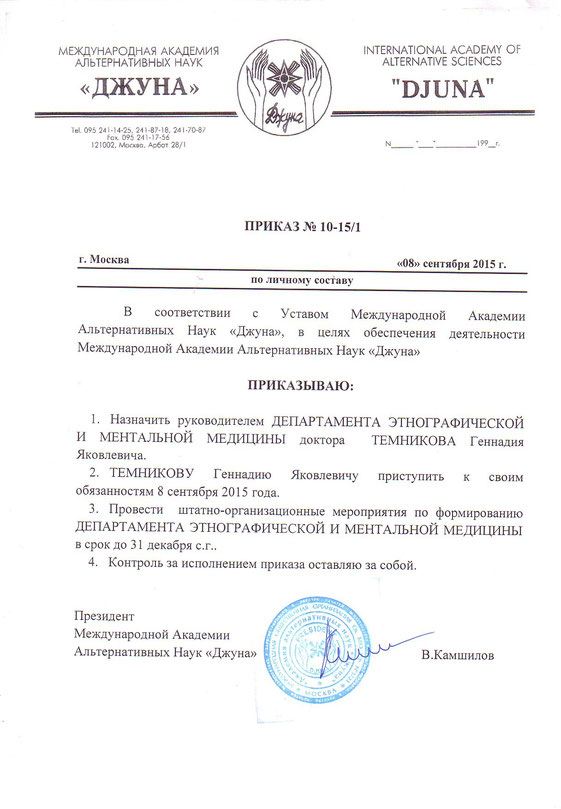 МЕЖДУНАРОДНАЯ АКАДЕМИЯ
АЛЬТЕРНАТИВНЫХ НАУК
«ДЖУНА»
Tel. 095 241-14-25, 241-87-18, 241-70-87
Fax. 095 241-17-56
121002, Москва, Арбат 28/1
Джуна
INTERNATIONAL ACADEMY OF
ALTERNATIVE SCIENCES
"DJUNA"
N______ "____"___________199__г.
ПРИКАЗ № 10-15/1
г. Москва «08» сентября 2015 г.
по личному составу
В соответствии с Уставом Международной Академии
Альтернативных Наук «Джуна», в целях обеспечения деятельности
Международной Академии Альтернативных Наук «Джуна»
ПРИКАЗЫВАЮ:
1. Назначить руководителем ДЕПАРТАМЕНТА ЭТНОГРАФИЧЕСКОЙ
И МЕНТАЛЬНОЙ МЕДИЦИНЫ доктора ТЕМНИКОВА Геннадия
Яковлевича.
2. ТЕМНИКОВУ Геннадию Яковлевичу приступить к своим
обязанностям 8 сентября 2015 года.
3. Провести штатно-организационные мероприятия по формированию
ДЕПАРТАМЕНТА ЭТНОГРАФИЧЕСКОЙ И МЕНТАЛЬНОЙ МЕДИЦИНЫ
в срок до 31 декабря с.г..
4. Контроль за исполнением приказа оставляю за собой.
Президент
Международной Академии
Альтернативных Наук «Джуна» В.Камшилов
МОСКВА